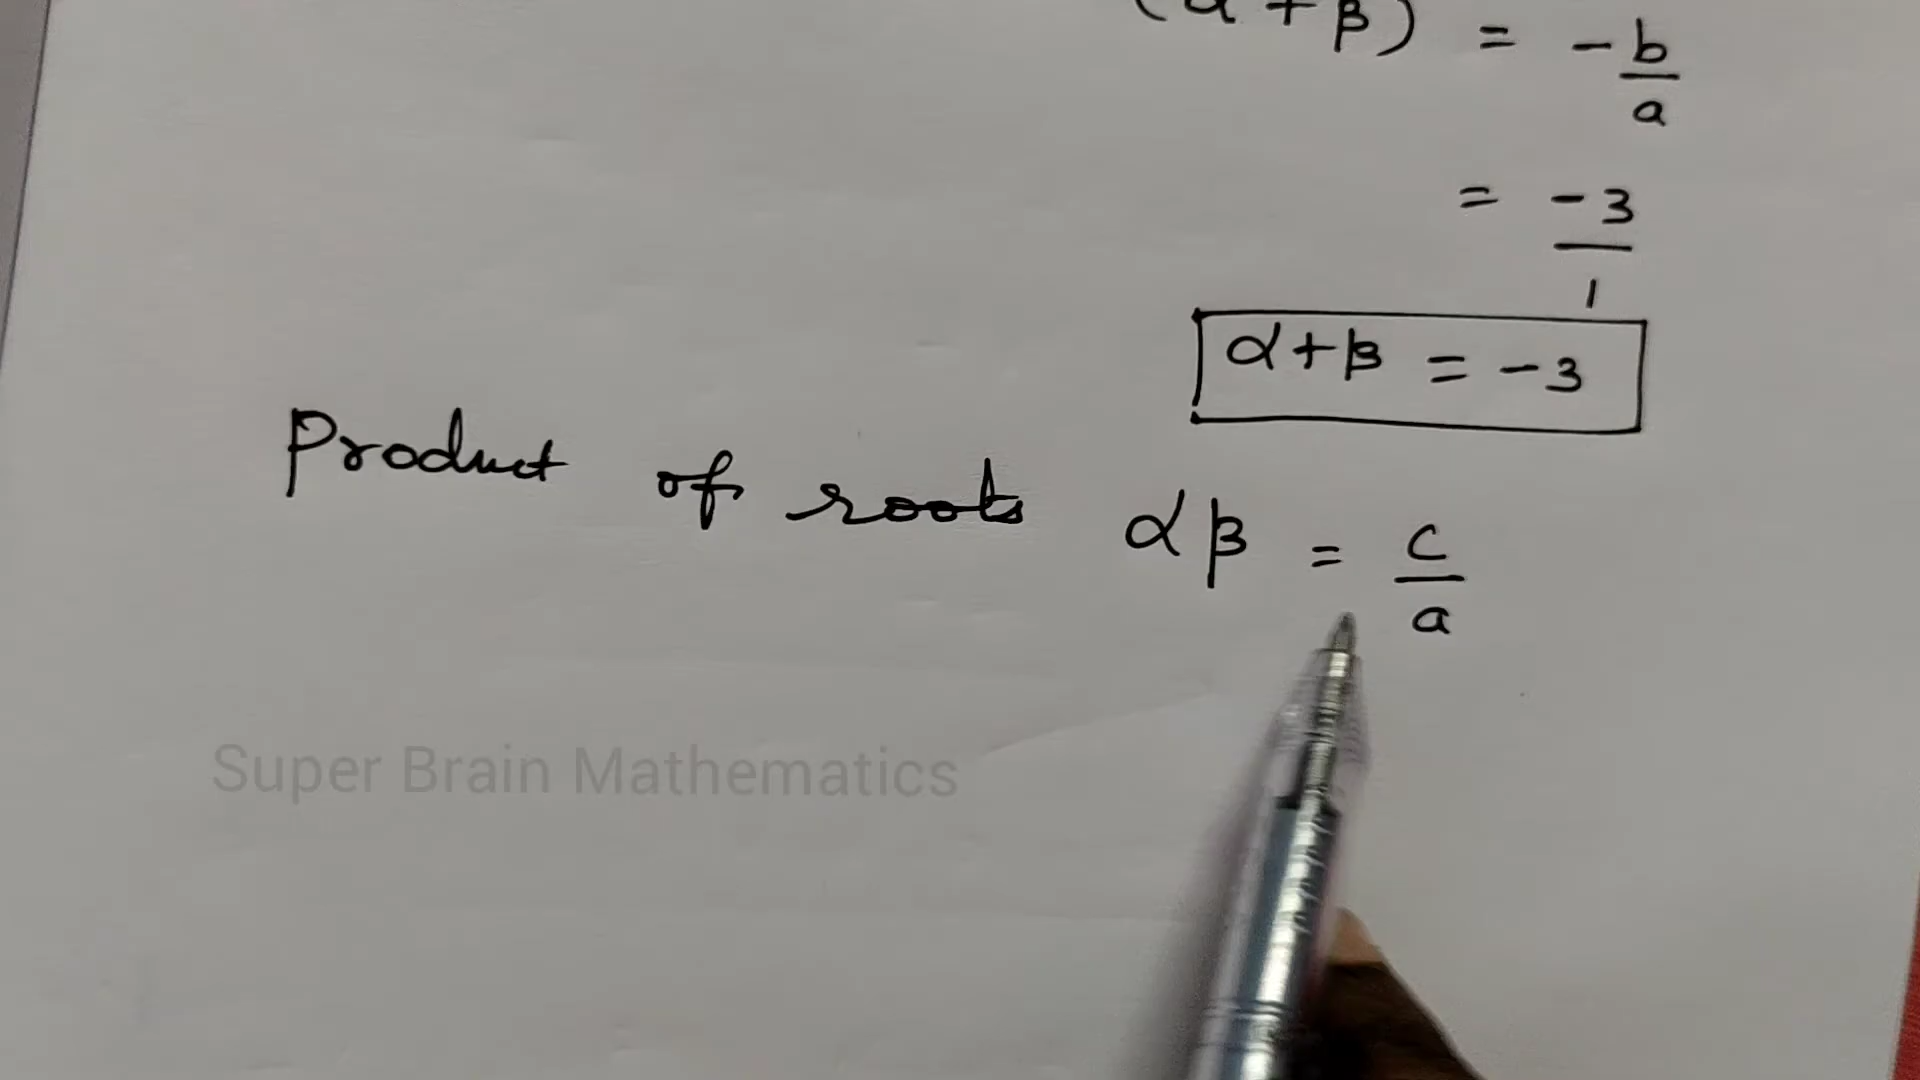 (α + β) = -b/a
= -3/1
α+β = -3
Product of roots αβ = c/a
Super Brain Mathematics